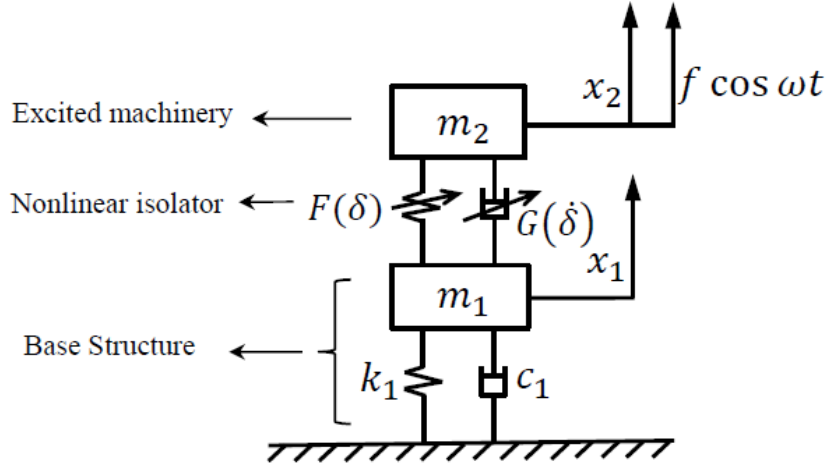 x₂
f cos ωt
Excited machinery
m₂
Nonlinear isolator
F(δ)
G(δ̇)
x₁
m₁
Base Structure
k₁
c₁